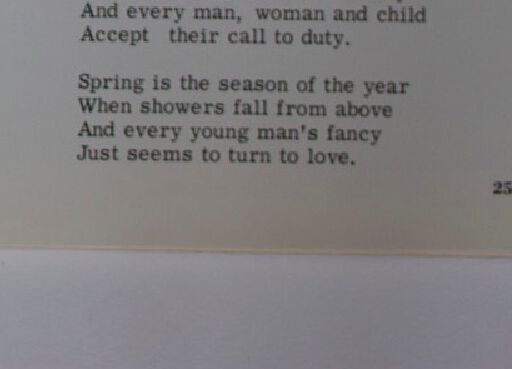 And every man, woman and child
Accept their call to duty.
Spring is the season of the year
When showers fall from above
And every young man's fancy
Just seems to turn to love.
25